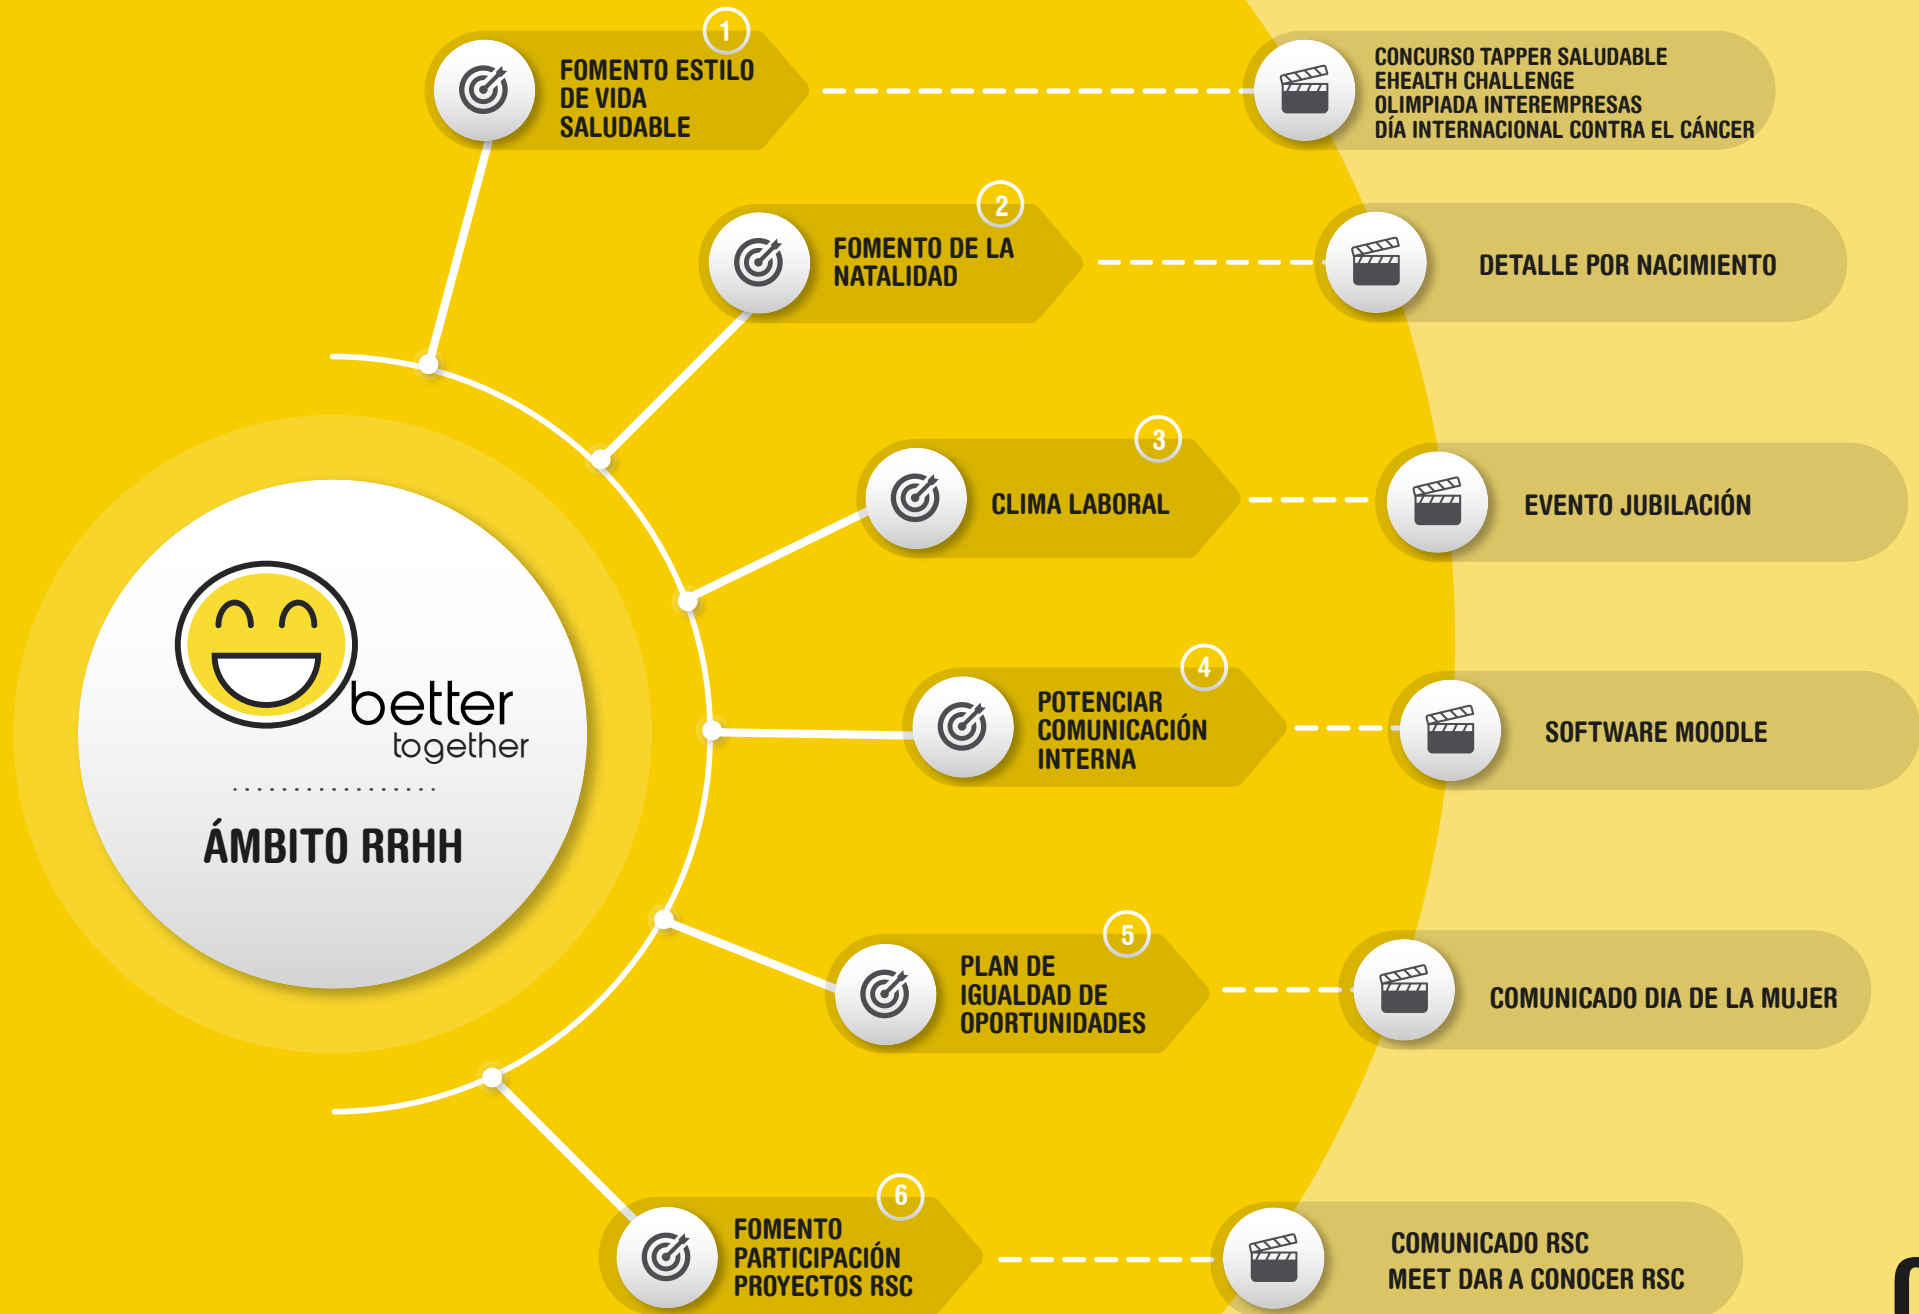 1
FOMENTO ESTILO
DE VIDA
SALUDABLE
CONCURSO TAPPER SALUDABLE
EHEALTH CHALLENGE
OLIMPIADA INTEREMPRESAS
DÍA INTERNACIONAL CONTRA EL CÁNCER
2
FOMENTO DE LA
NATALIDAD
DETALLE POR NACIMIENTO
3
CLIMA LABORAL
EVENTO JUBILACIÓN
better
together
ÁMBITO RRHH
4
POTENCIAR
COMUNICACIÓN
INTERNA
SOFTWARE MOODLE
5
PLAN DE
IGUALDAD DE
OPORTUNIDADES
COMUNICADO DIA DE LA MUJER
6
FOMENTO
PARTICIPACIÓN
PROYECTOS RSC
COMUNICADO RSC
MEET DAR A CONOCER RSC